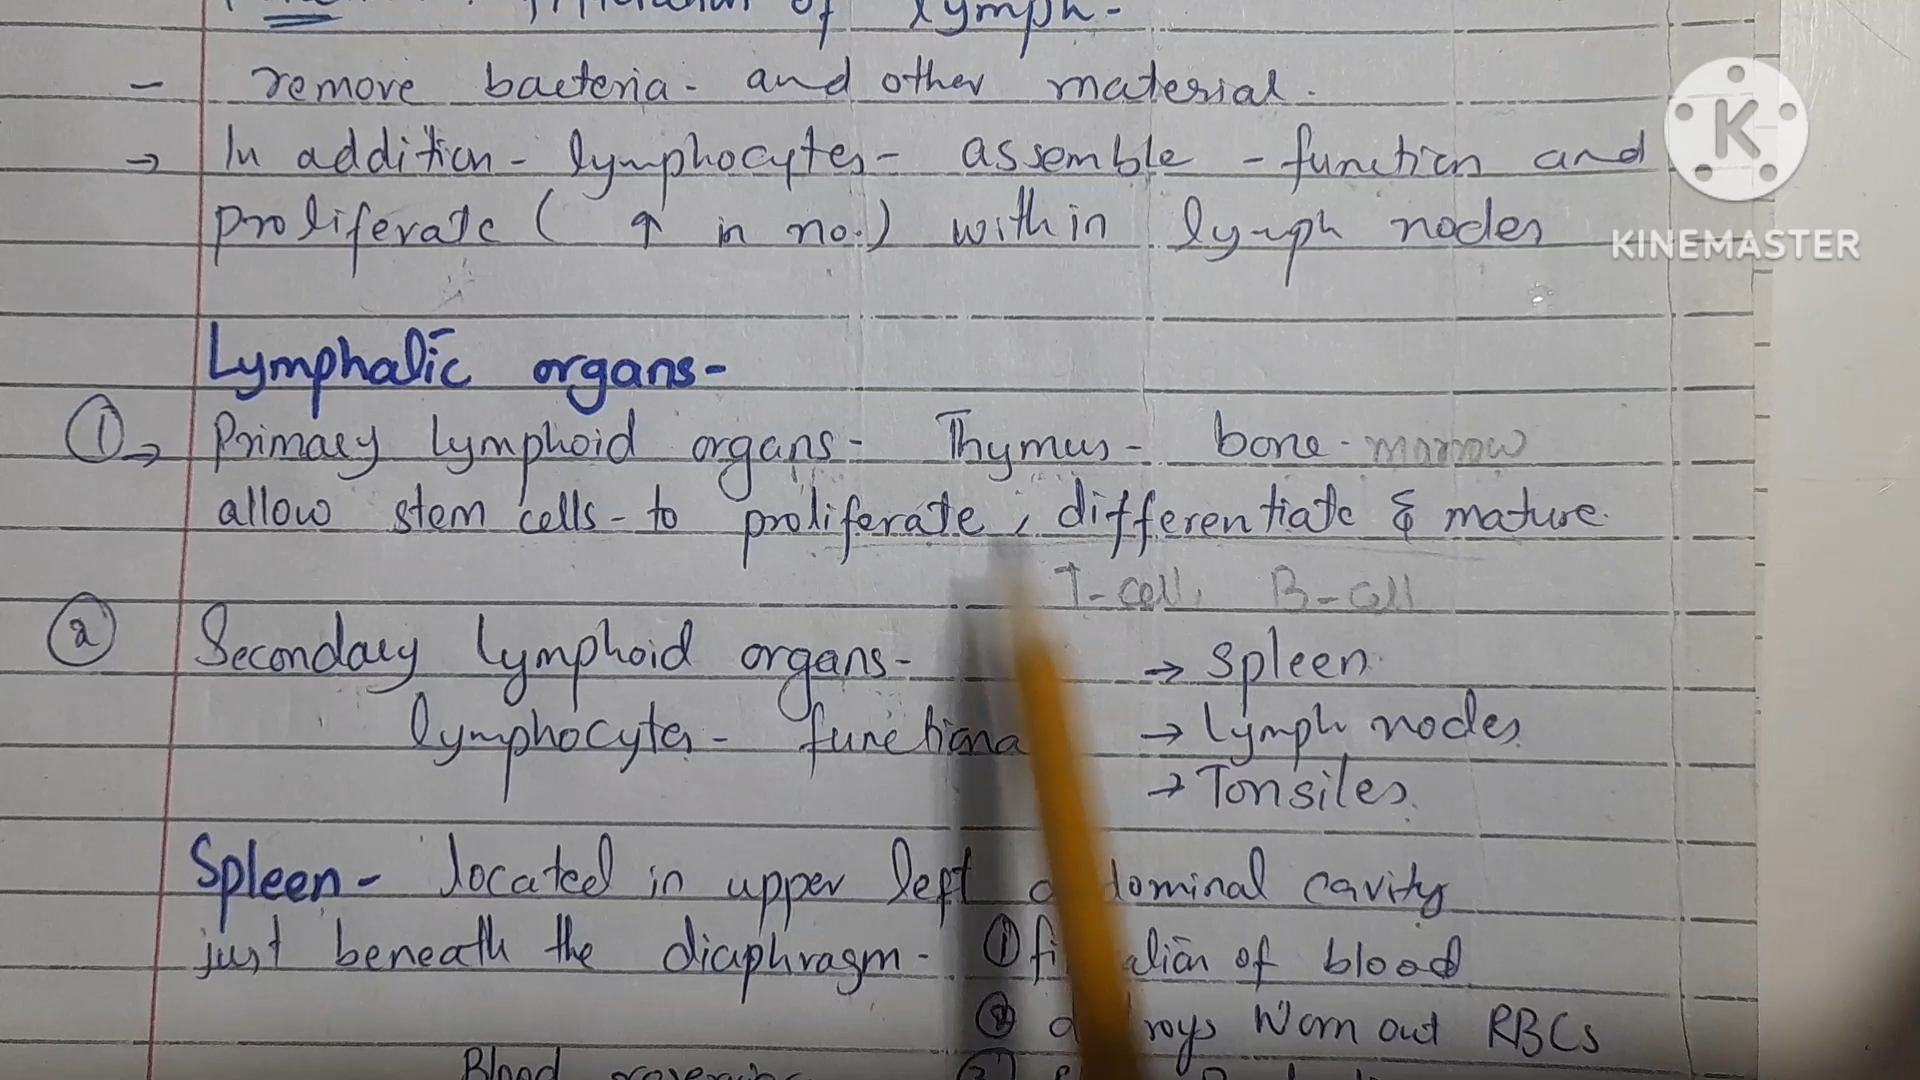 of lymph-
- remove bacteria- and other material.
→ In addition- lymphocytes- assemble - function and
proliferate ( ↑ in no.) within lymph nodes
K
KINEMASTER
Lymphatic organs-
① → Primary lymphoid organs- Thymus- bone- marrow
allow stem cells- to proliferate, differentiate & mature.
T-cell, B-cell
② Secondary lymphoid organs- → Spleen.
lymphocytes- functiona → Lymph nodes.
→ Tonsiles.
Spleen- located in upper left dominal cavity
just beneath the diaphragm- ① of blood
② Worn out RBCs
Blood